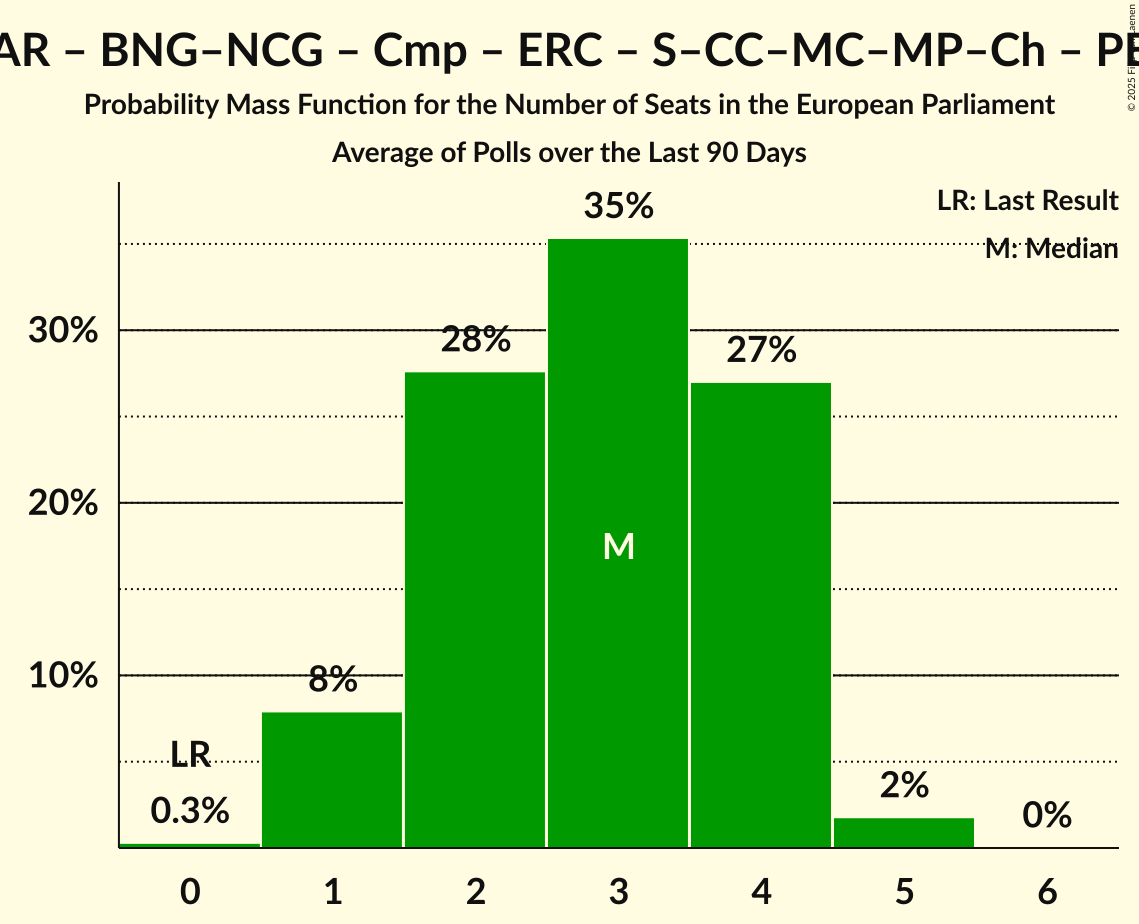 AR – BNG–NCG – Cmp – ERC – S–CC–MC–MP–Ch – PE
Probability Mass Function for the Number of Seats in the European Parliament
Average of Polls over the Last 90 Days
LR: Last Result
M: Median
35%
30%
28%
27%
20%
M
10%
8%
LR
0.3%
2%
0%
0 1 2 3 4 5 6
© 2025